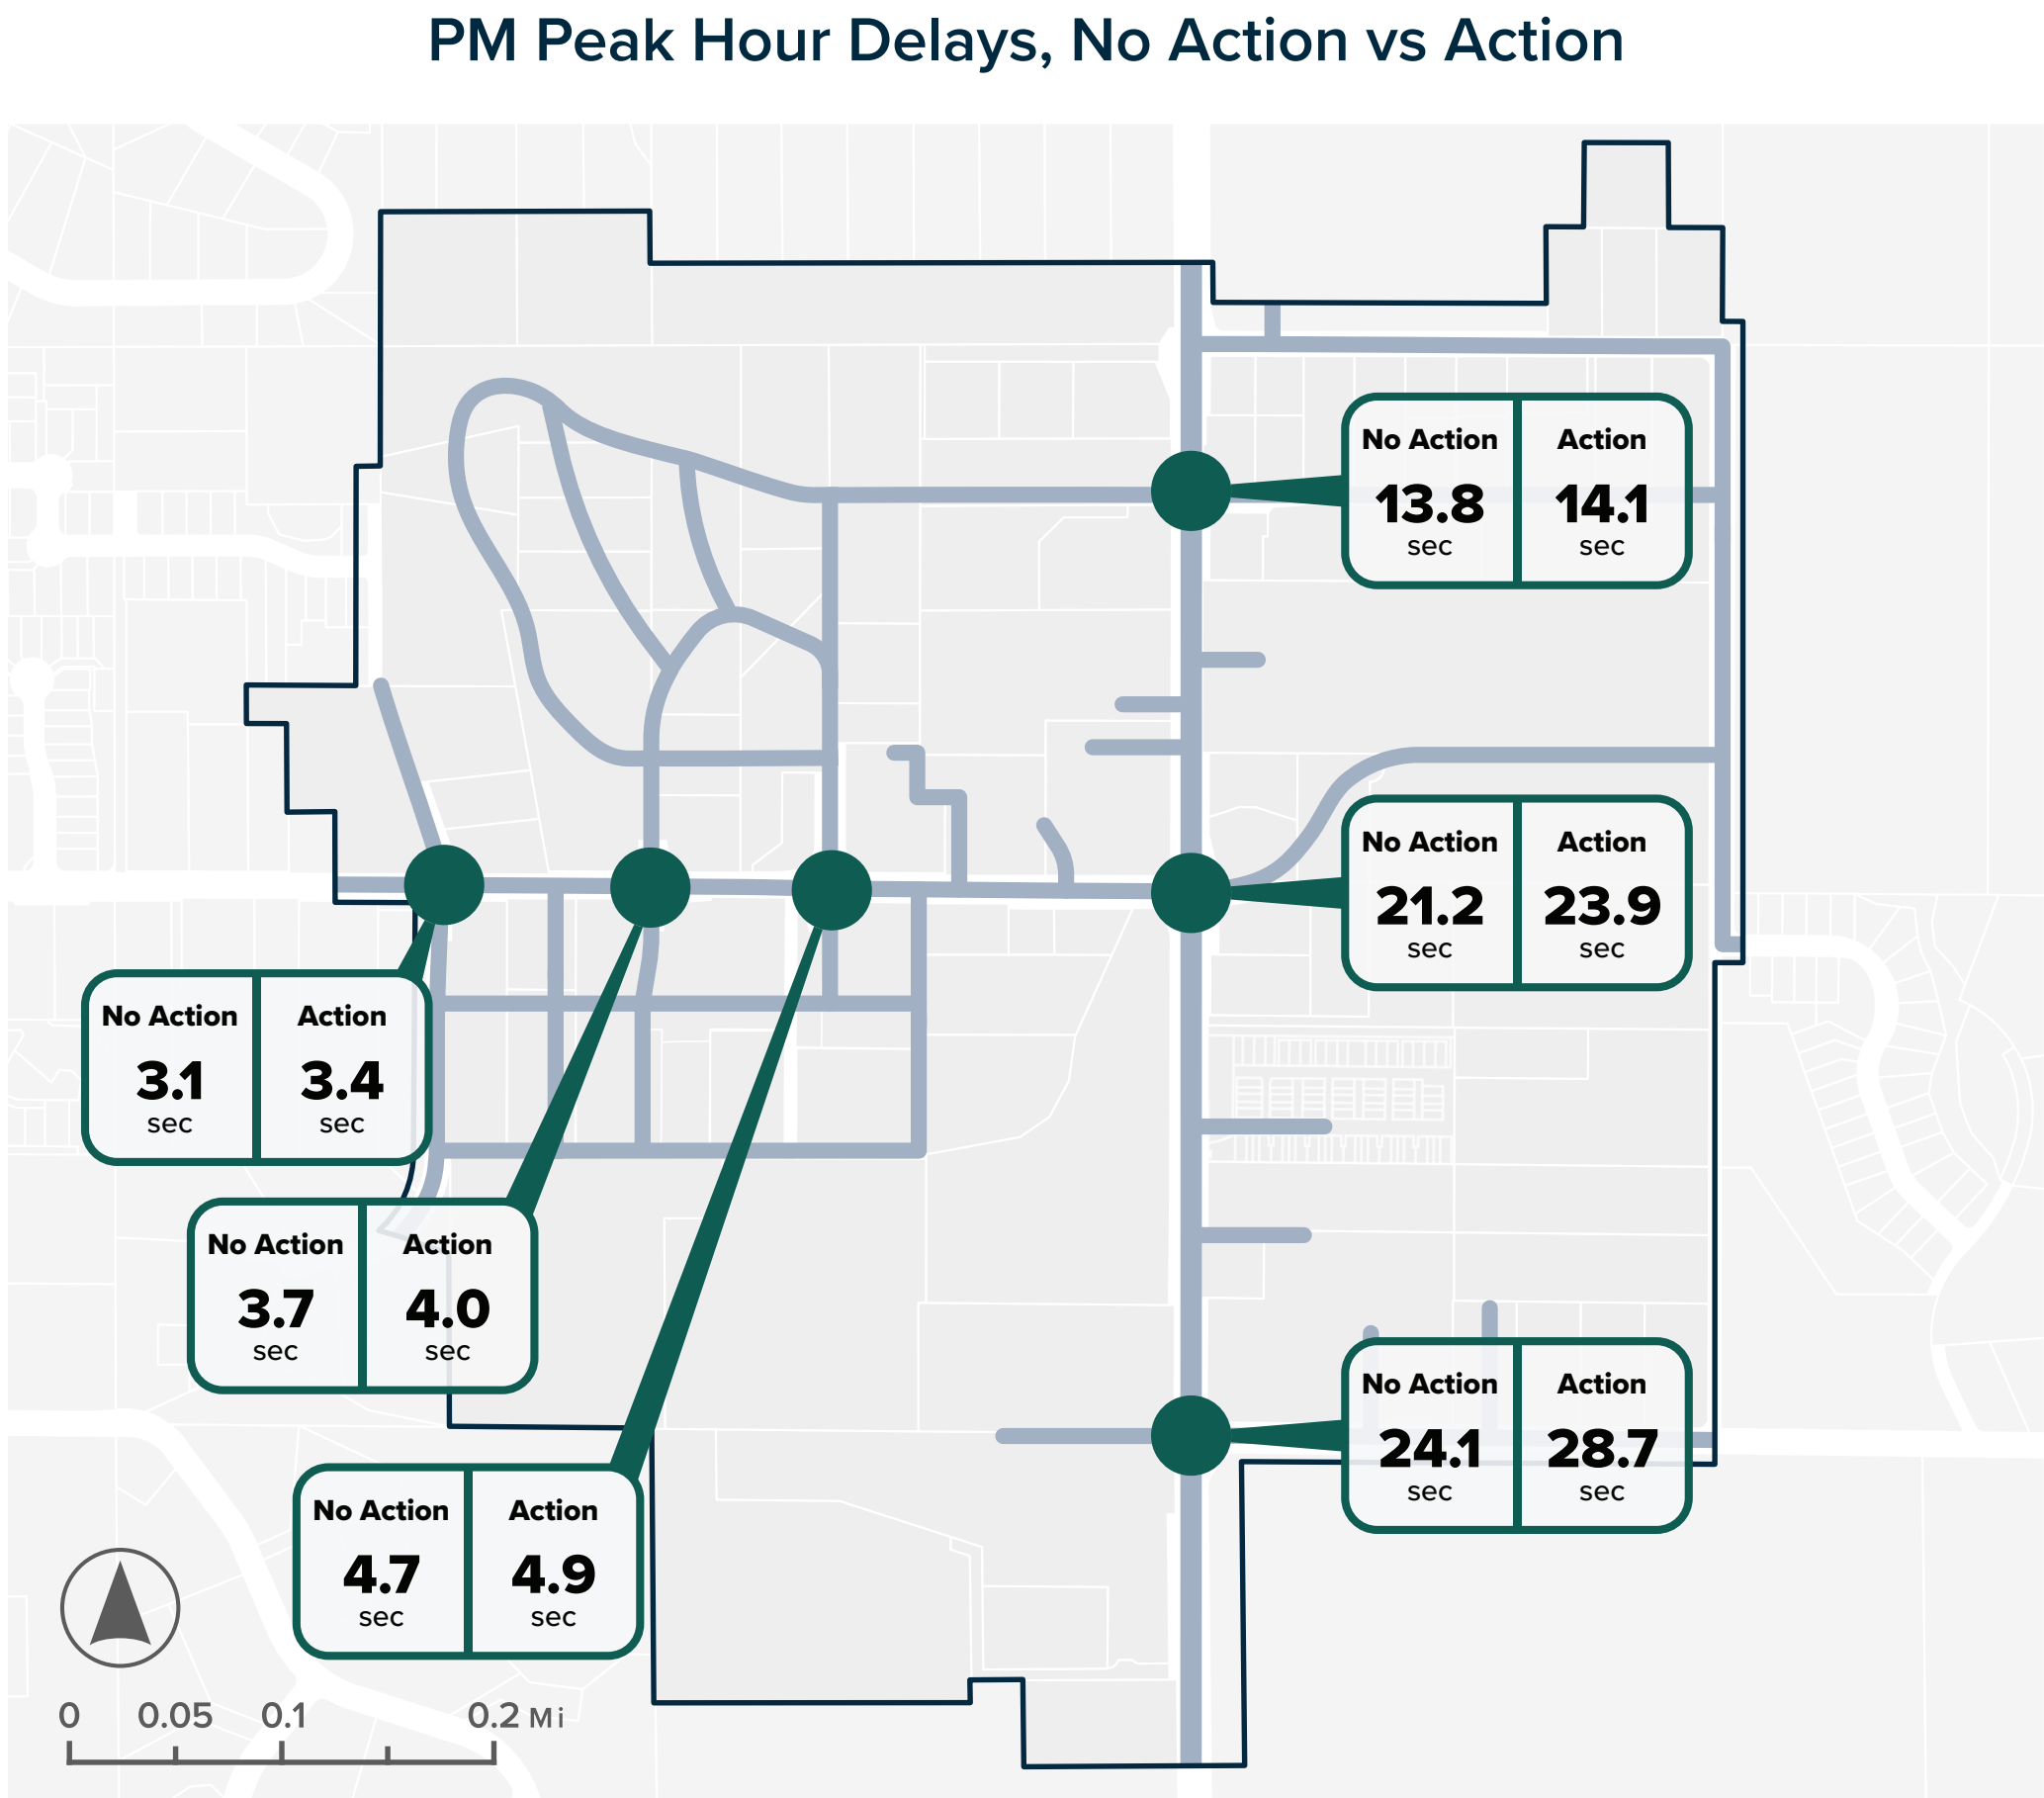 PM Peak Hour Delays, No Action vs Action
No Action Action
13.8 14.1
sec sec
No Action Action
21.2 23.9
sec sec
No Action Action
3.1 3.4
sec sec
No Action Action
3.7 4.0
sec sec
No Action Action
24.1 28.7
sec sec
No Action Action
4.7 4.9
sec sec
0 0.05 0.1 0.2 Mi